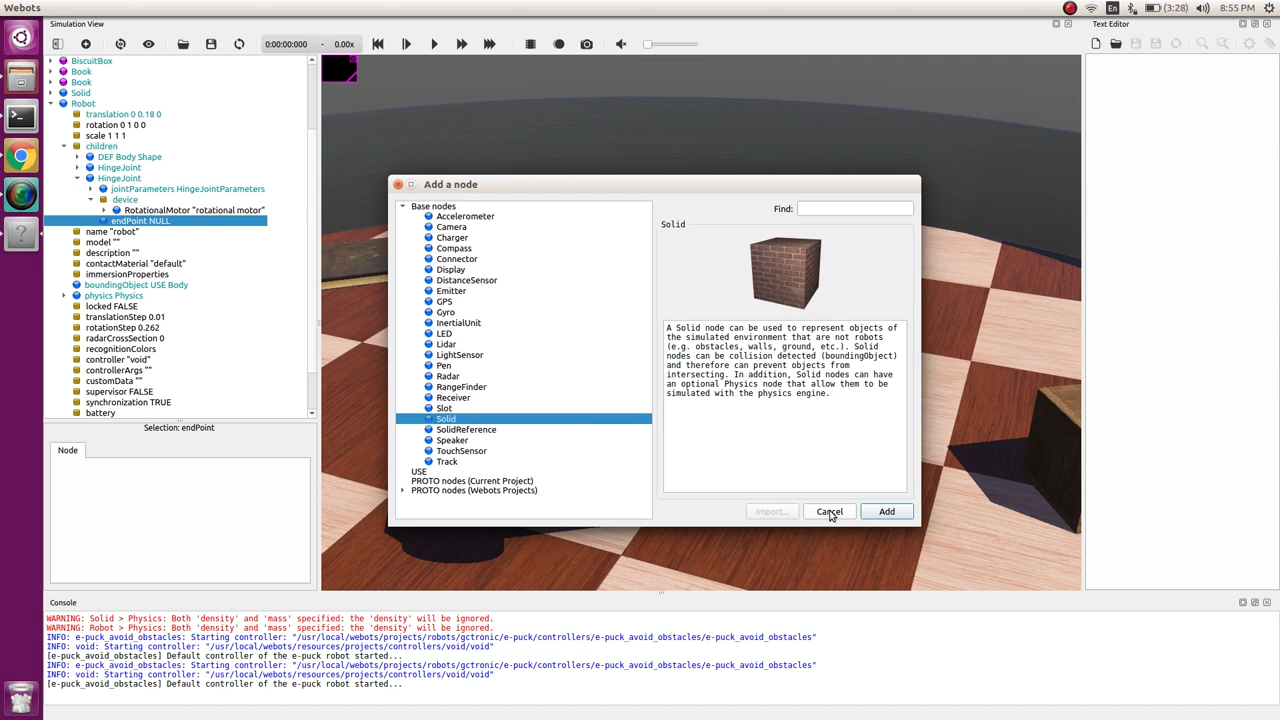 Webots
En
(3:28)
8:55 PM
Simulation View
Text Editor
0:00:00:000 - 0.00x
BiscuitBox
Book
Book
Solid
Robot
translation 0 0.18 0
rotation 0 1 0 0
scale 1 1 1
children
DEF Body Shape
HingeJoint
HingeJoint
jointParameters HingeJointParameters
device
RotationalMotor "rotational motor"
endPoint NULL
name "robot"
model ""
description ""
contactMaterial "default"
immersionProperties
boundingObject USE Body
physics Physics
locked FALSE
translationStep 0.01
rotationStep 0.262
radarCrossSection 0
recognitionColors
controller "void"
controllerArgs ""
customData ""
supervisor FALSE
synchronization TRUE
battery
Selection: endPoint
Node
Add a node
Base nodes
Accelerometer
Camera
Charger
Compass
Connector
Display
DistanceSensor
Emitter
GPS
Gyro
InertialUnit
LED
Lidar
LightSensor
Pen
Radar
RangeFinder
Receiver
Slot
Solid
SolidReference
Speaker
TouchSensor
Track
USE
PROTO nodes (Current Project)
PROTO nodes (Webots Projects)
Find:
Solid
A Solid node can be used to represent objects of
the simulated environment that are not robots
(e.g. obstacles, walls, ground, etc.). Solid
nodes can be collision detected (boundingObject)
and therefore can prevent objects from
intersecting. In addition, Solid nodes can have
an optional Physics node that allow them to be
simulated with the physics engine.
Import...
Cancel
Add
Console
WARNING: Solid > Physics: Both 'density' and 'mass' specified: the 'density' will be ignored.
WARNING: Robot > Physics: Both 'density' and 'mass' specified: the 'density' will be ignored.
INFO: e-puck_avoid_obstacles: Starting controller: "/usr/local/webots/projects/robots/gctronic/e-puck/controllers/e-puck_avoid_obstacles/e-puck_avoid_obstacles"
INFO: void: Starting controller: "/usr/local/webots/resources/projects/controllers/void/void"
[e-puck_avoid_obstacles] Default controller of the e-puck robot started...
INFO: e-puck_avoid_obstacles: Starting controller: "/usr/local/webots/projects/robots/gctronic/e-puck/controllers/e-puck_avoid_obstacles/e-puck_avoid_obstacles"
INFO: void: Starting controller: "/usr/local/webots/resources/projects/controllers/void/void"
[e-puck_avoid_obstacles] Default controller of the e-puck robot started...